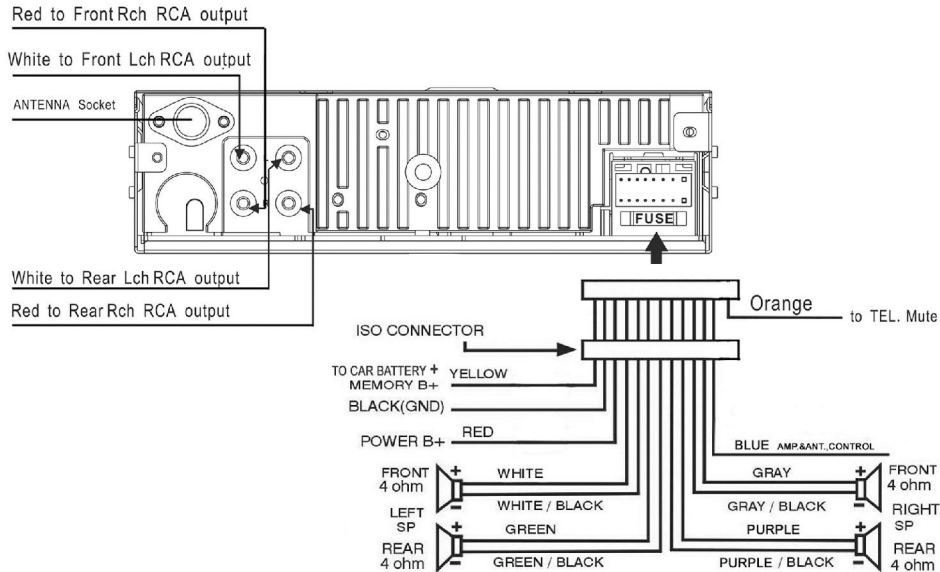 Red to Front Rch RCA output
White to Front Lch RCA output
ANTENNA Socket
FUSE
White to Rear Lch RCA output
Red to Rear Rch RCA output
Orange
to TEL. Mute
ISO CONNECTOR
TO CAR BATTERY +
MEMORY B+
YELLOW
BLACK(GND)
POWER B+
RED
BLUE AMP.&ANT.,CONTROL
FRONT
4 ohm
+
-
WHITE
WHITE / BLACK
LEFT
SP
REAR
4 ohm
+
-
GREEN
GREEN / BLACK
GRAY
GRAY / BLACK
+
-
FRONT
4 ohm
RIGHT
SP
PURPLE
PURPLE / BLACK
+
-
REAR
4 ohm